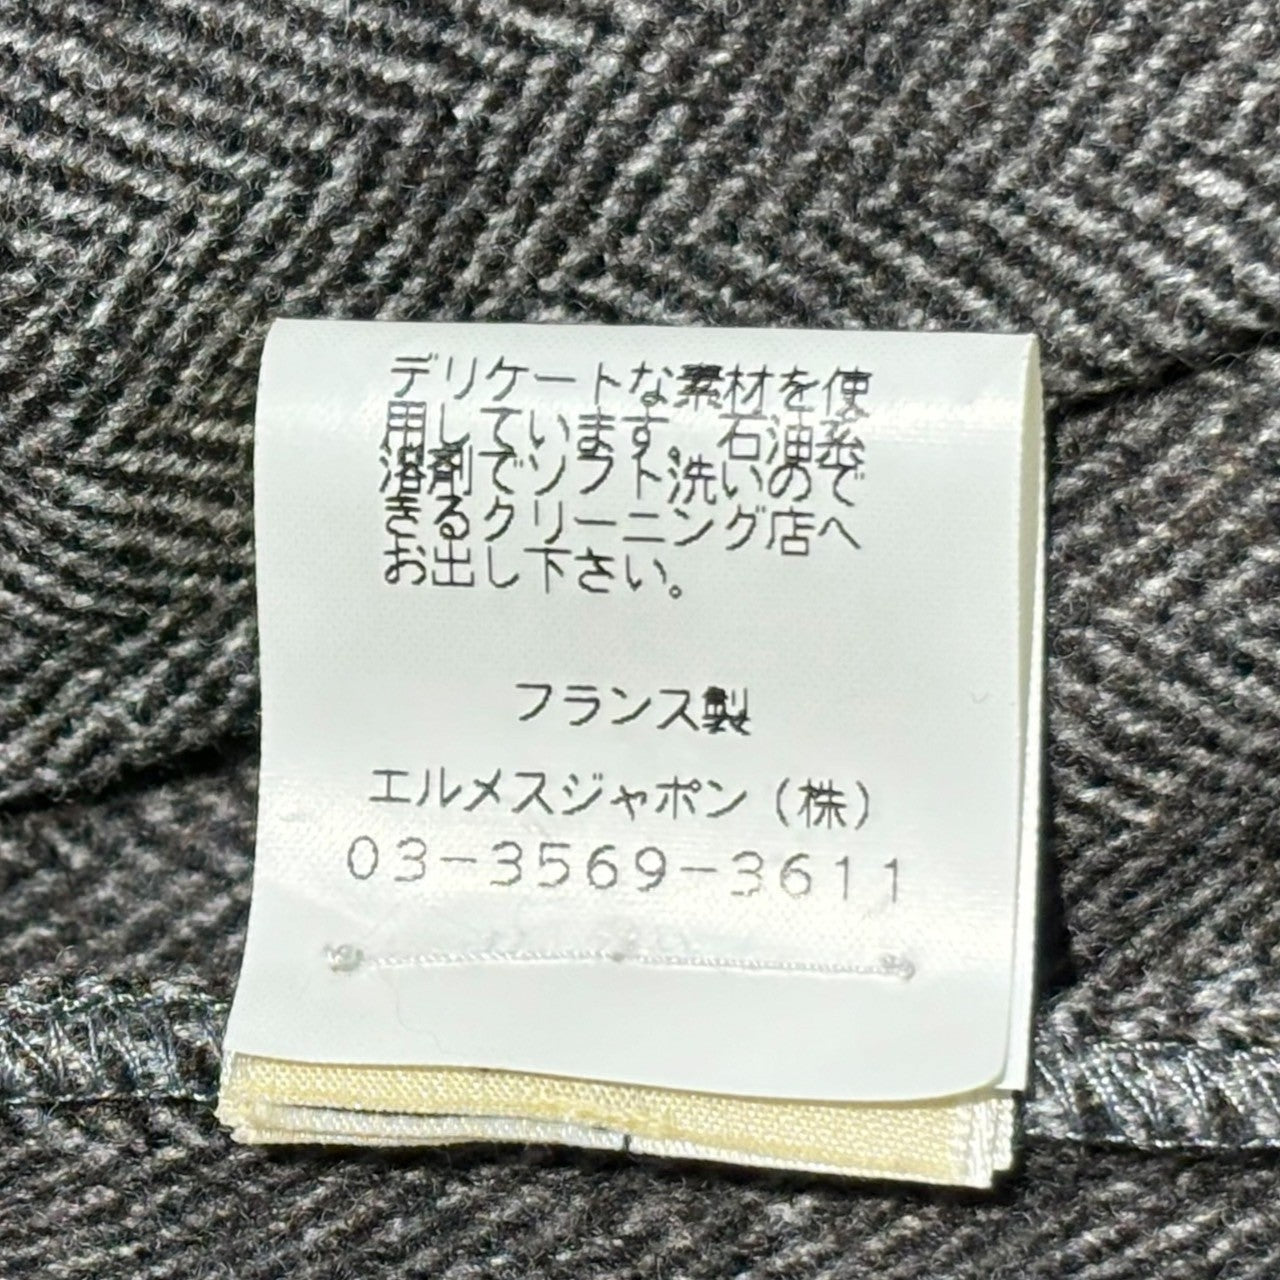 デリケートな素材を使
用しています。石油系
溶剤でソフト洗いので
きるクリーニング店へ
お出し下さい。
フランス製
エルメスジャポン（株）
03-3569-3611